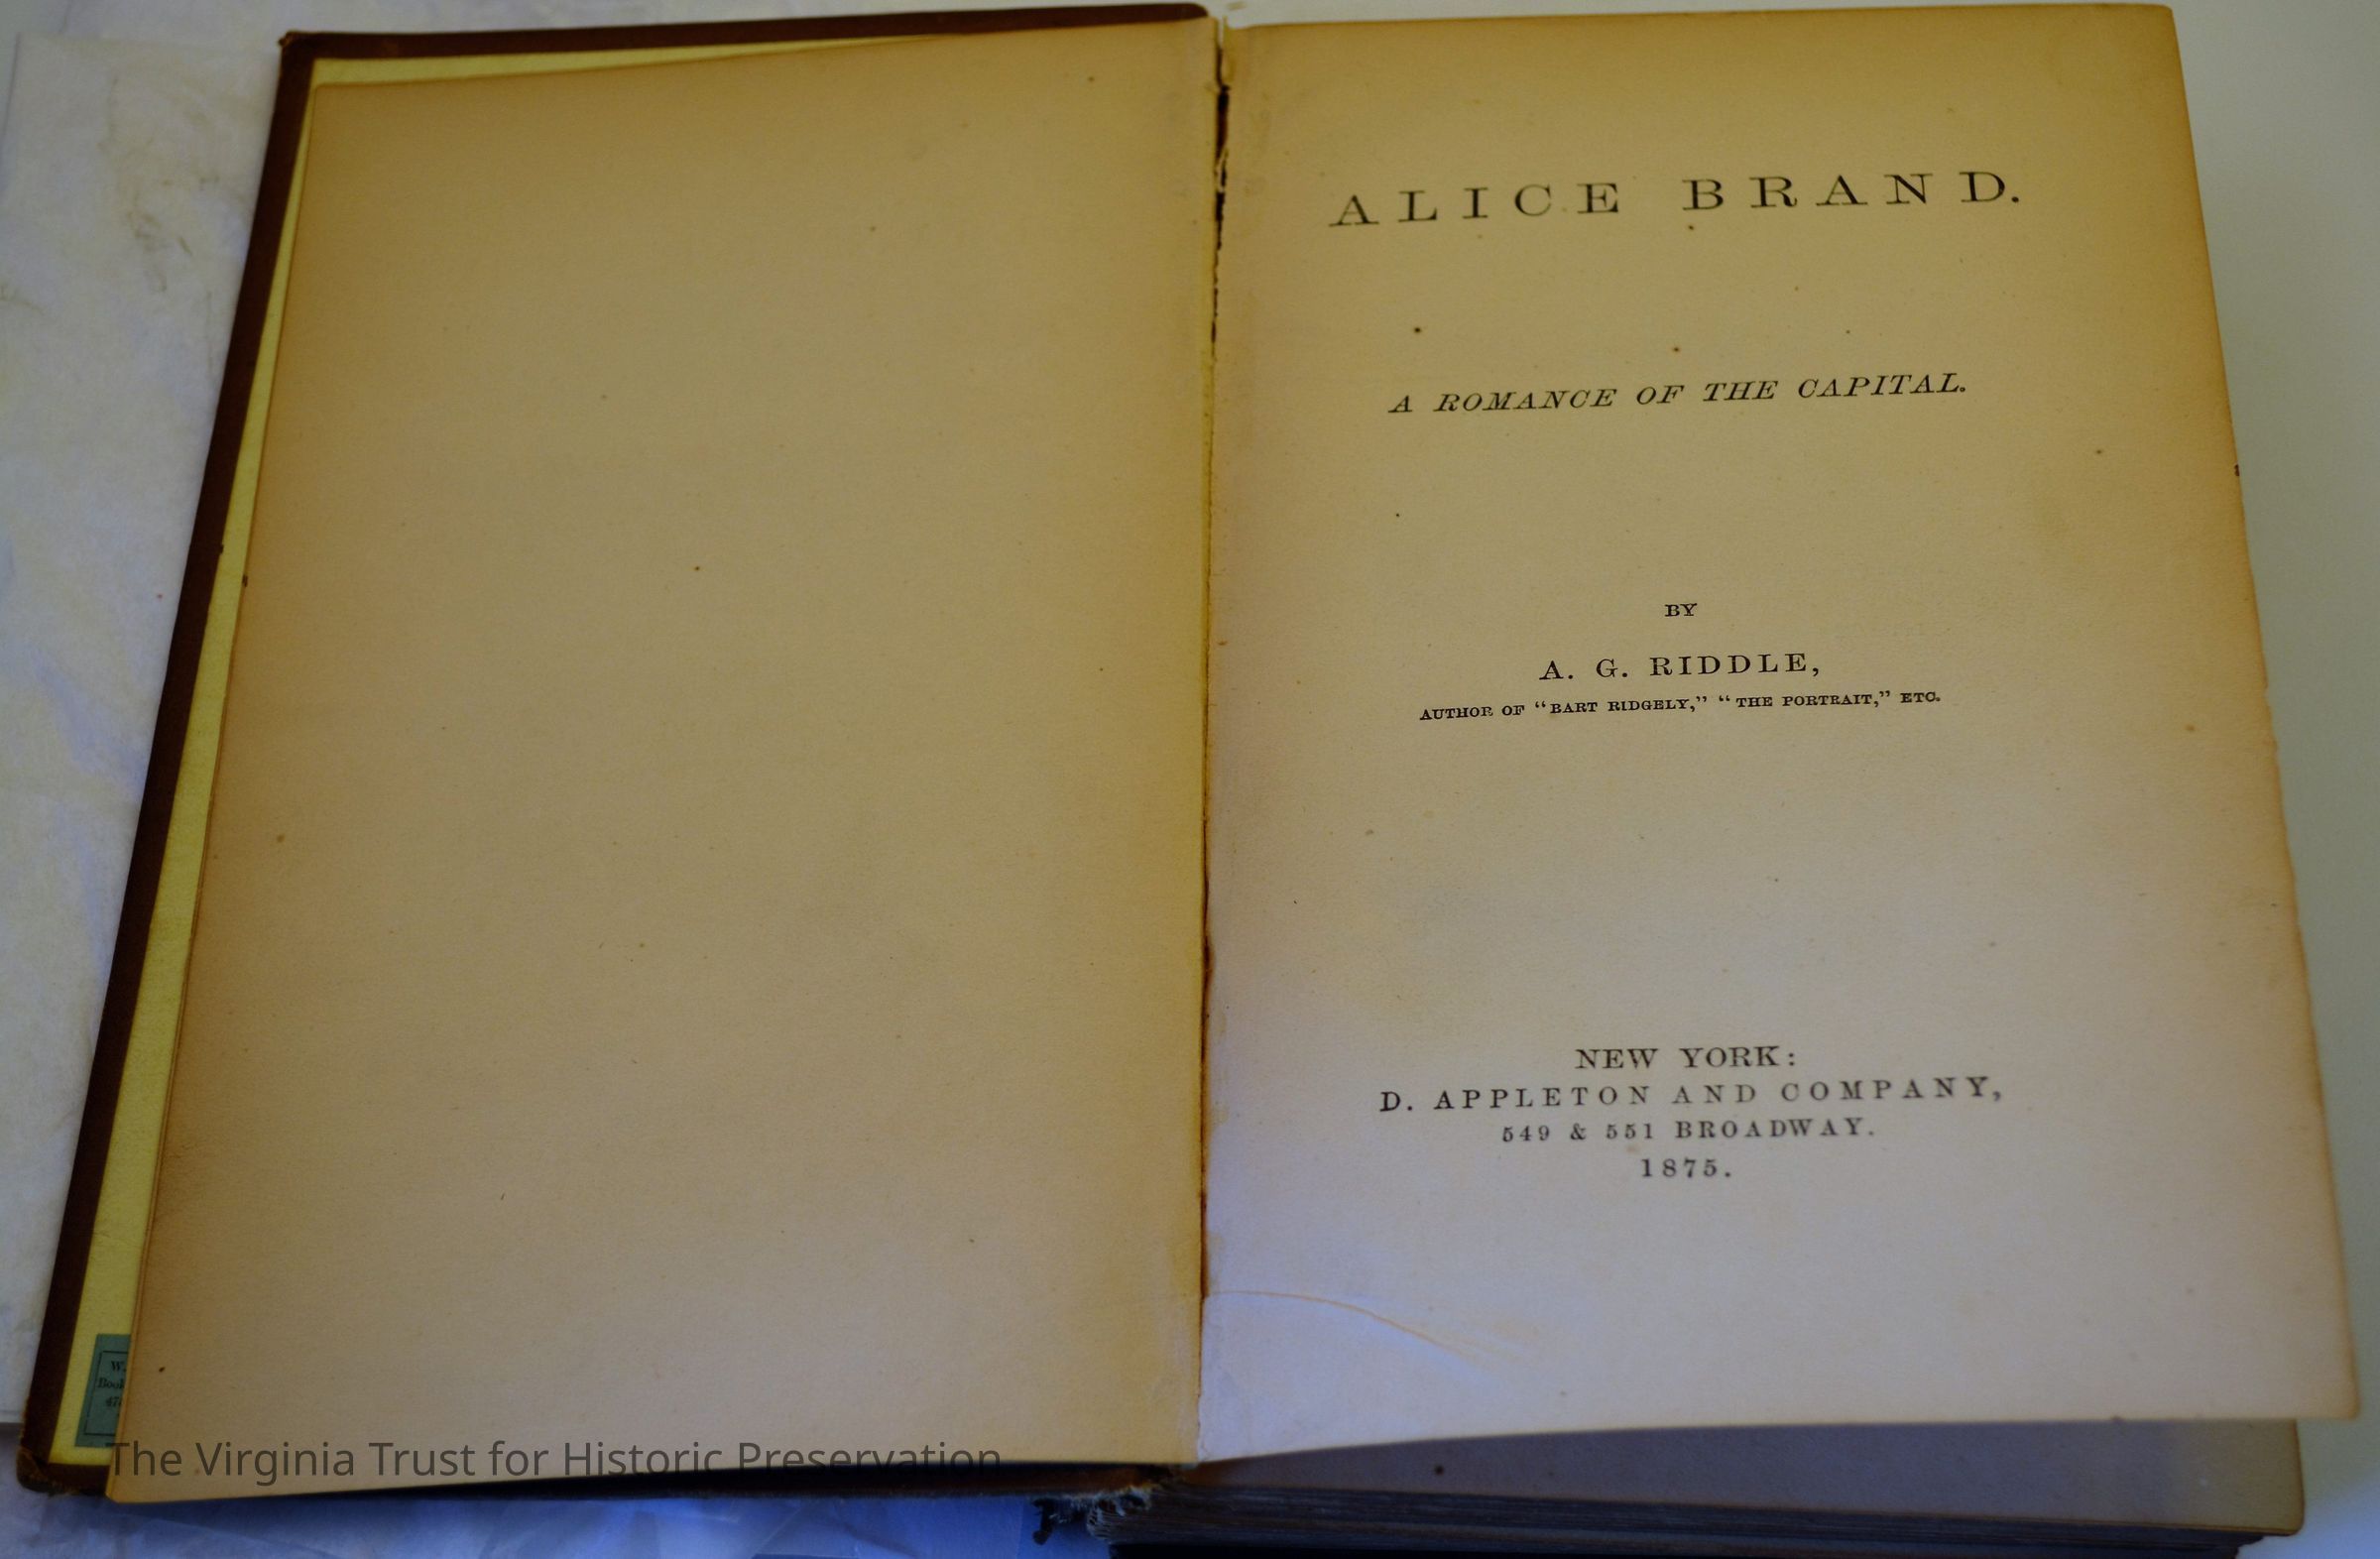 ALICE BRAND.
A ROMANCE OF THE CAPITAL.
BY
A. G. RIDDLE,
AUTHOR OF “BART RIDGELY,” “THE PORTRAIT,” ETC.
NEW YORK:
D. APPLETON AND COMPANY,
549 & 551 BROADWAY.
1875.
W.
The Virginia Trust for Historic Preservation